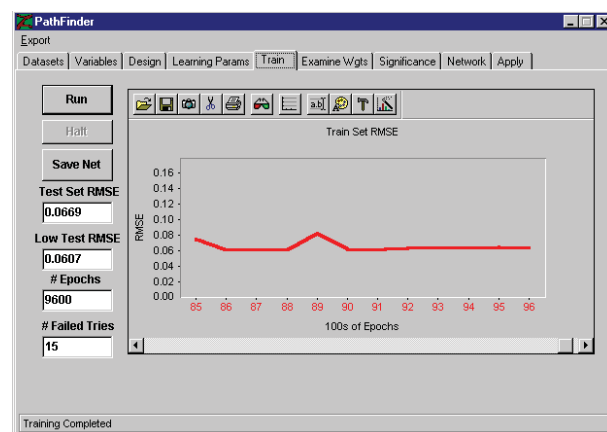 PathFinder
Export
Datasets Variables Design Learning Params Train Examine Wgts Significance Network Apply
Run
Halt
Save Net
Test Set RMSE
0.0669
Low Test RMSE
0.0607
# Epochs
9600
# Failed Tries
15
a.b
T
Train Set RMSE
RMSE
0.16
0.14
0.12
0.10
0.08
0.06
0.04
0.02
0.00
85 86 87 88 89 90 91 92 93 94 95 96
100s of Epochs
Training Completed